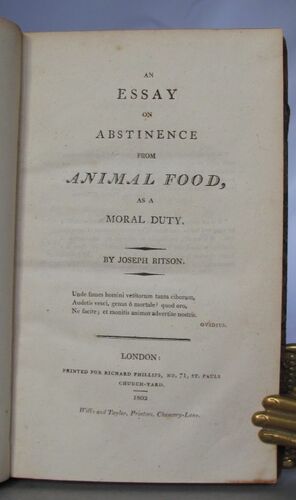 AN
ESSAY
ON
ABSTINENCE
FROM
ANIMAL FOOD,
AS A
MORAL DUTY.
BY JOSEPH RITSON.
Unde fames homini vetitorum tanta ciborum,
Audetis vesci, genus ô mortale? quod oro,
Ne facite; et monitis animos advertite nostris.
OVIDIUS.
LONDON:
PRINTED FOR RICHARD PHILLIPS, NO. 71, ST. PAULS
CHURCH-YARD.
1802
Wilks and Taylor, Printers, Chancery-Lane.